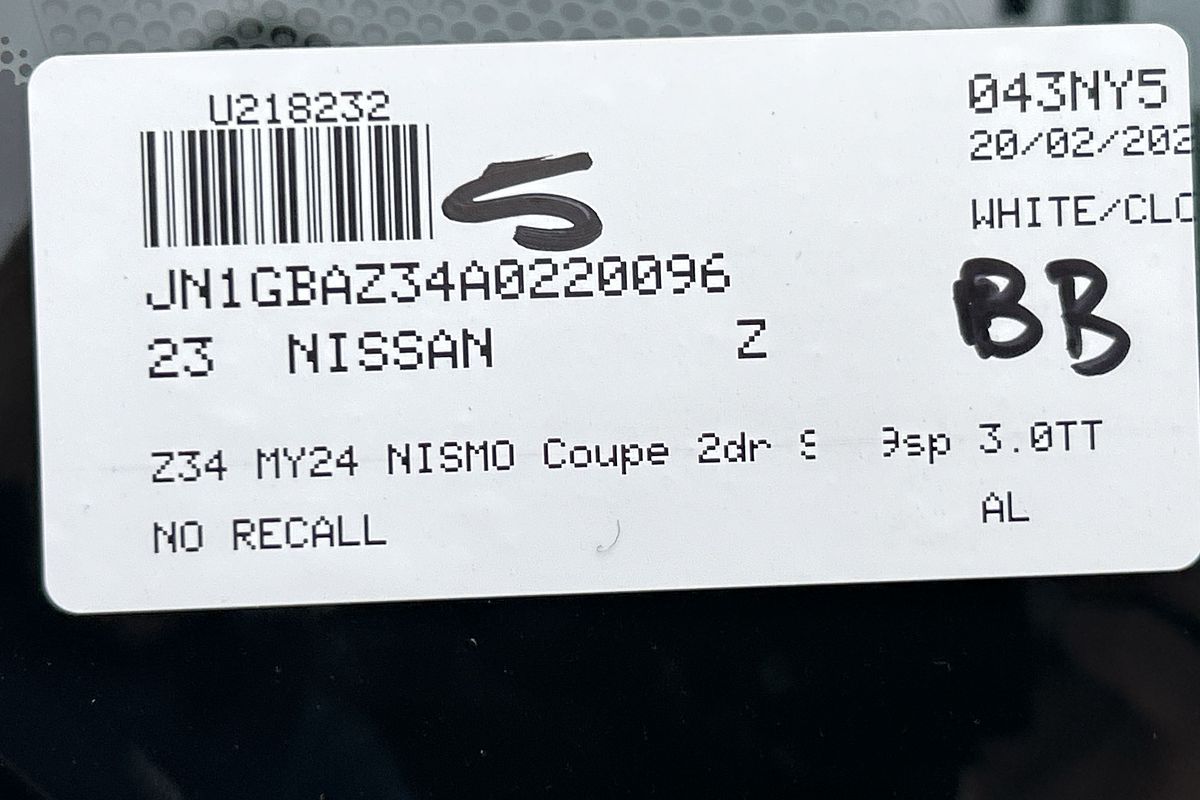 U218232
043NY5
20/02/202
5
WHITE/CLO
JN1GBAZ34A0220096
BB
23 NISSAN Z
Z34 MY24 NISMO Coupe 2dr 9sp 3.0TT
NO RECALL AL